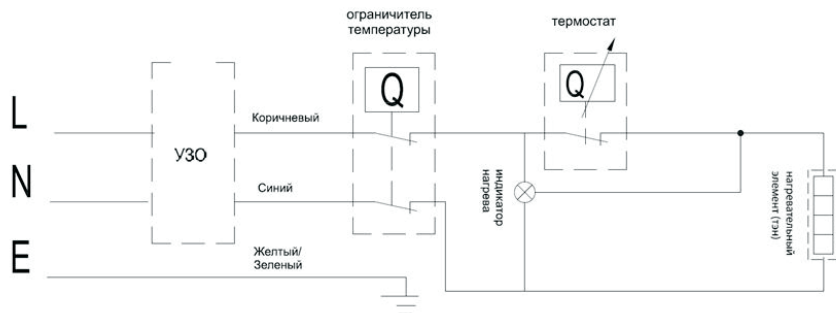 ограничитель
температуры
термостат
Q
Q
L
Коричневый
УЗО
N
Синий
индикатор
нагрева
нагревательный
элемент (тэн)
E
Желтый/
Зеленый